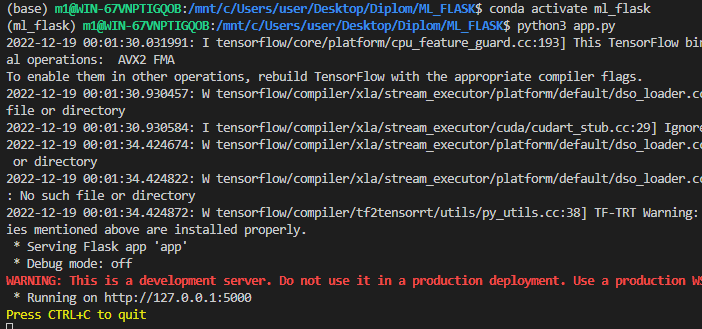 (base) m1@WIN-67VNPTIGQOB:/mnt/c/Users/user/Desktop/Diplom/ML_FLASK$ conda activate ml_flask
(ml_flask) m1@WIN-67VNPTIGQOB:/mnt/c/Users/user/Desktop/Diplom/ML_FLASK$ python3 app.py
2022-12-19 00:01:30.031991: I tensorflow/core/platform/cpu_feature_guard.cc:193] This TensorFlow bin
al operations:  AVX2 FMA
To enable them in other operations, rebuild TensorFlow with the appropriate compiler flags.
2022-12-19 00:01:30.930457: W tensorflow/compiler/xla/stream_executor/platform/default/dso_loader.cc
file or directory
2022-12-19 00:01:30.930584: I tensorflow/compiler/xla/stream_executor/cuda/cudart_stub.cc:29] Ignore
2022-12-19 00:01:34.424674: W tensorflow/compiler/xla/stream_executor/platform/default/dso_loader.cc
 or directory
2022-12-19 00:01:34.424822: W tensorflow/compiler/xla/stream_executor/platform/default/dso_loader.cc
: No such file or directory
2022-12-19 00:01:34.424872: W tensorflow/compiler/tf2tensorrt/utils/py_utils.cc:38] TF-TRT Warning:
ies mentioned above are installed properly.
 * Serving Flask app 'app'
 * Debug mode: off
WARNING: This is a development server. Do not use it in a production deployment. Use a production WS
 * Running on http://127.0.0.1:5000
Press CTRL+C to quit